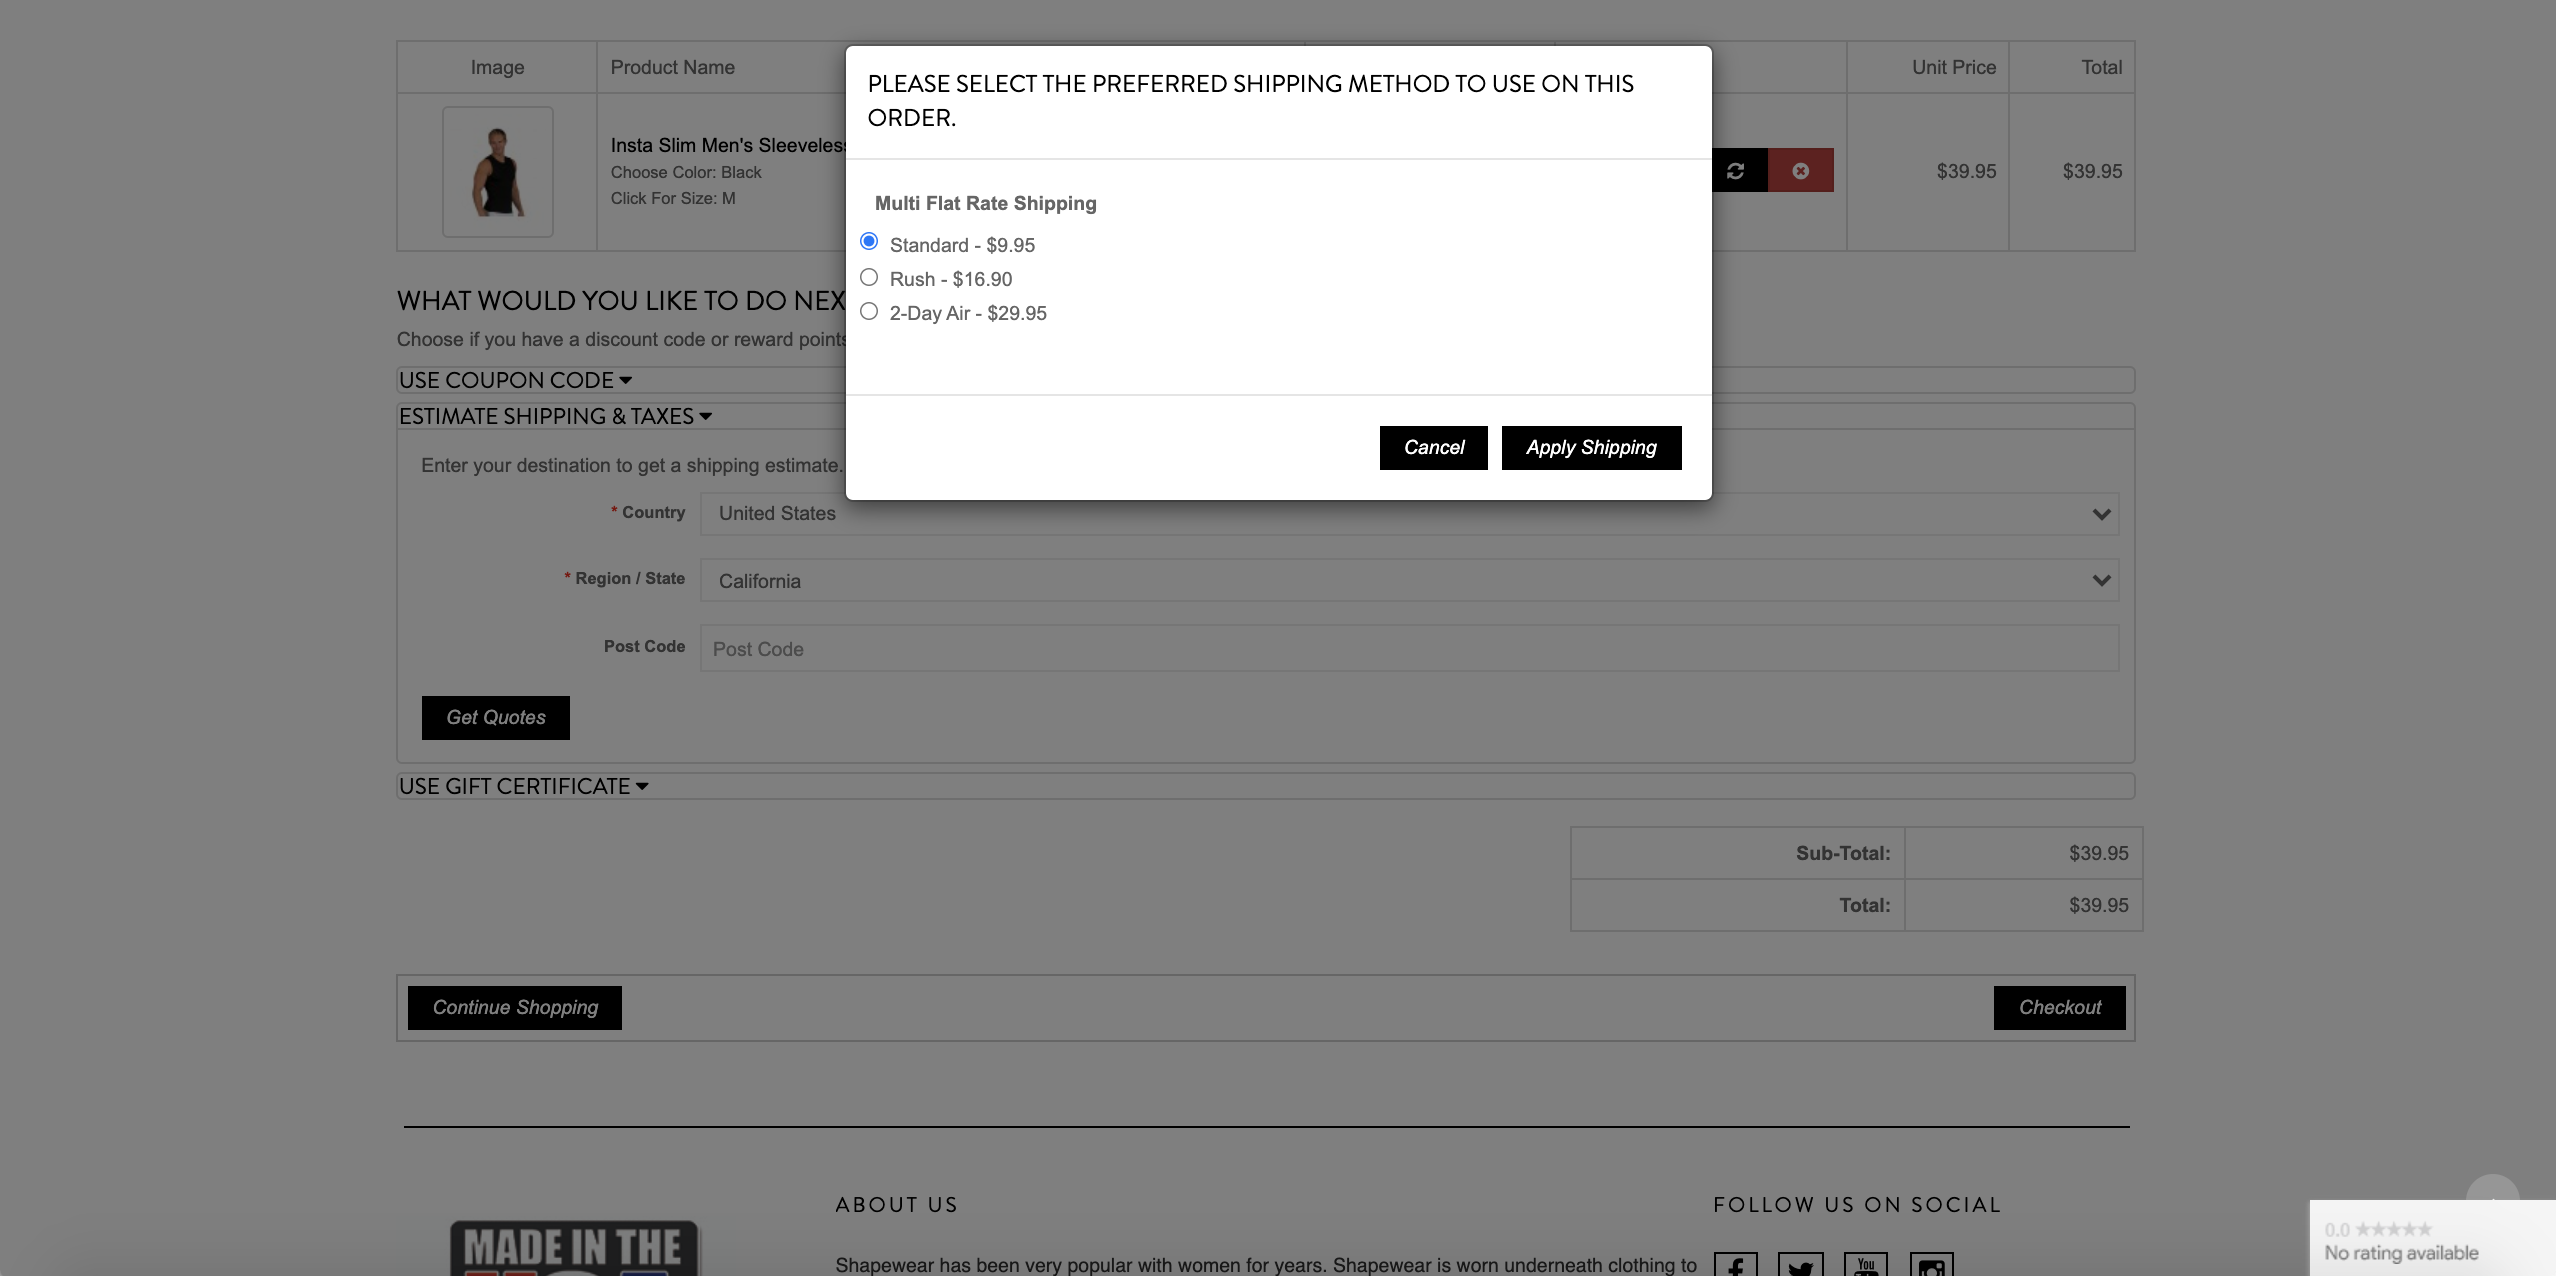 Image
Product Name
Unit Price
Total
PLEASE SELECT THE PREFERRED SHIPPING METHOD TO USE ON THIS
ORDER.
Insta Slim Men's Sleeveless
Choose Color: Black
Click For Size: M
$39.95
$39.95
Multi Flat Rate Shipping
Standard - $9.95
Rush - $16.90
2-Day Air - $29.95
Cancel
Apply Shipping
WHAT WOULD YOU LIKE TO DO NEX
Choose if you have a discount code or reward points
USE COUPON CODE
ESTIMATE SHIPPING & TAXES
Enter your destination to get a shipping estimate.
* Country
United States
* Region / State
California
Post Code
Post Code
Get Quotes
USE GIFT CERTIFICATE
Sub-Total:
$39.95
Total:
$39.95
Continue Shopping
Checkout
MADE IN THE
ABOUT US
Shapewear has been very popular with women for years. Shapewear is worn underneath clothing to
FOLLOW US ON SOCIAL
You
0.0 ★★★★★
No rating available